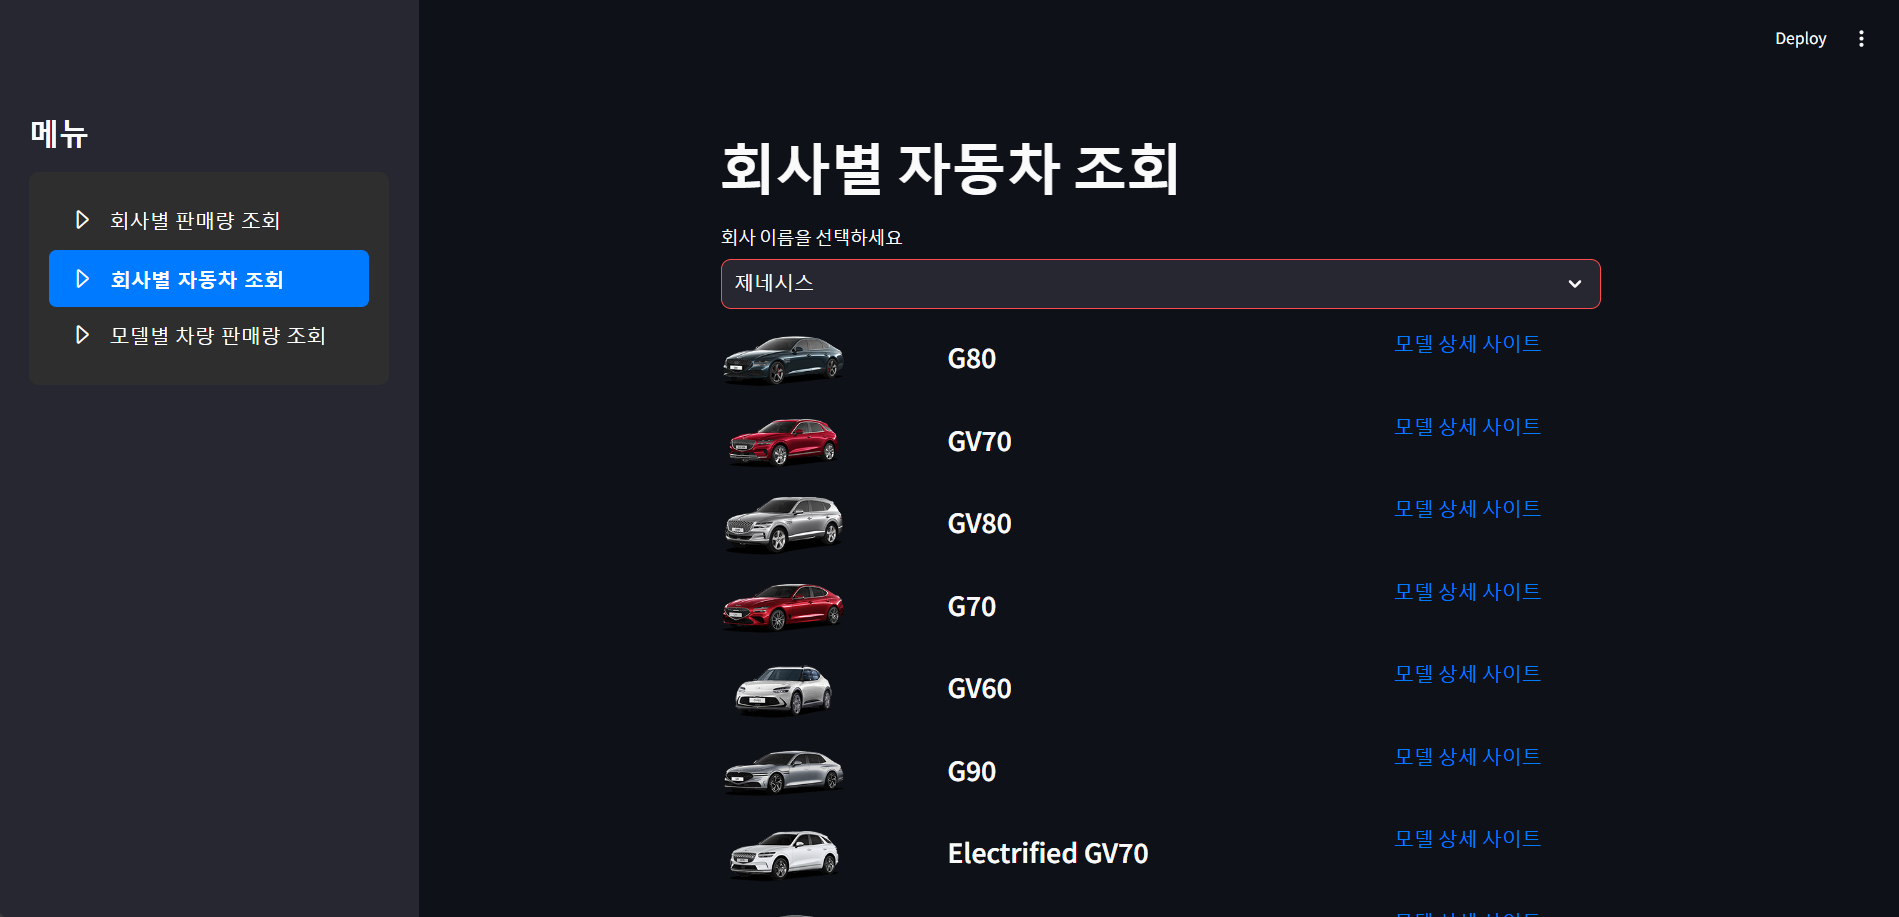 Deploy
메뉴
회사별 판매량 조회
회사별 자동차 조회
모델별 차량 판매량 조회
회사별 자동차 조회
회사 이름을 선택하세요
제네시스
G80
모델 상세 사이트
GV70
모델 상세 사이트
GV80
모델 상세 사이트
G70
모델 상세 사이트
GV60
모델 상세 사이트
G90
모델 상세 사이트
Electrified GV70
모델 상세 사이트